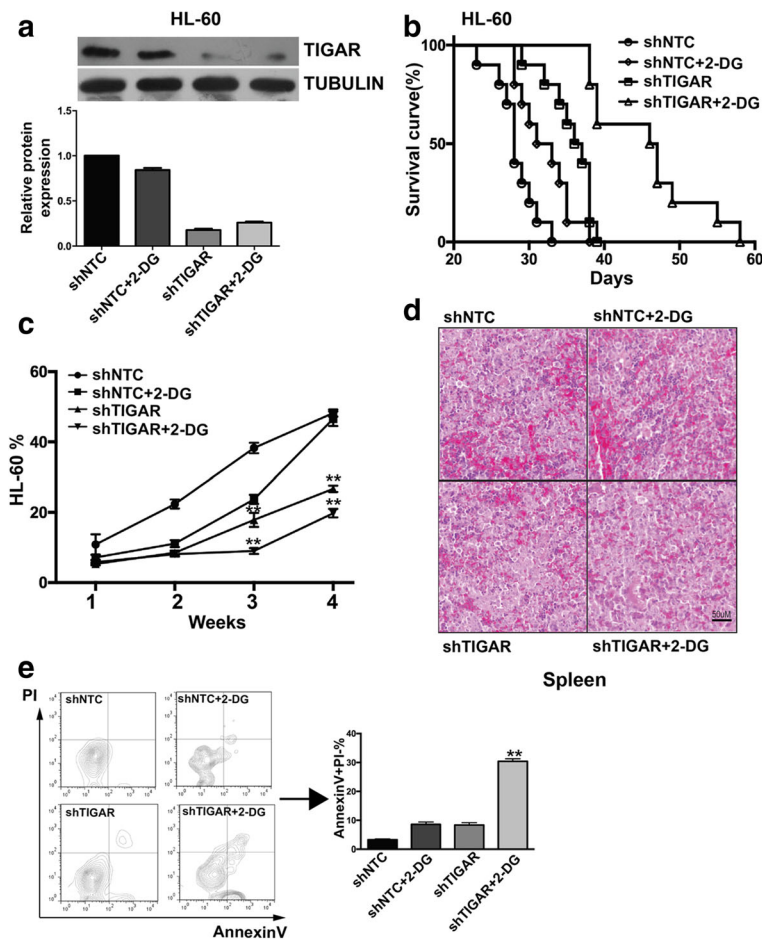 a
HL-60
TIGAR
TUBULIN
Relative protein
expression
1.5
1.0
0.5
0.0
shNTC
shNTC+2-DG
shTIGAR
shTIGAR+2-DG
b
HL-60
Survival curve(%)
100
50
0
20
30
40
50
60
Days
shNTC
shNTC+2-DG
shTIGAR
shTIGAR+2-DG
c
HL-60 %
60
40
20
0
1
2
3
4
Weeks
shNTC
shNTC+2-DG
shTIGAR
shTIGAR+2-DG
**
**
**
**
d
shNTC
shNTC+2-DG
shTIGAR
shTIGAR+2-DG
50uM
Spleen
e
PI
shNTC
shNTC+2-DG
shTIGAR
shTIGAR+2-DG
AnnexinV
AnnexinV+PI-%
40
30
20
10
0
**
shNTC
shNTC+2-DG
shTIGAR
shTIGAR+2-DG